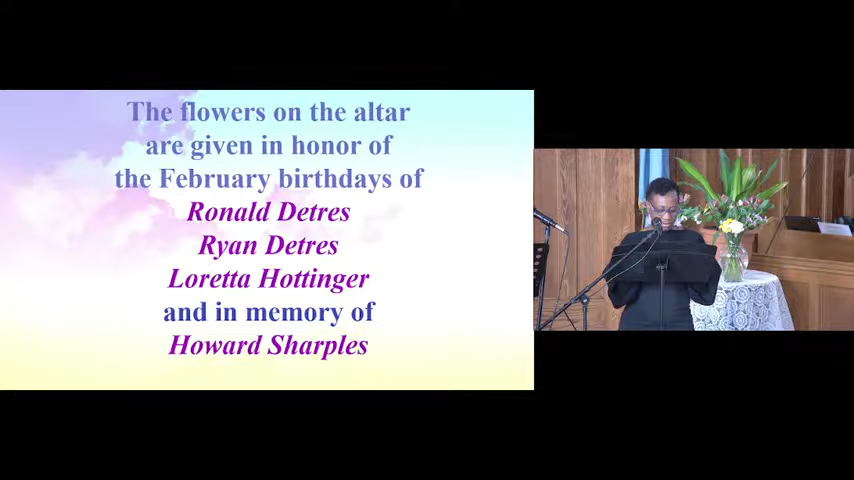 The flowers on the altar
are given in honor of
the February birthdays of
Ronald Detres
Ryan Detres
Loretta Hottinger
and in memory of
Howard Sharples